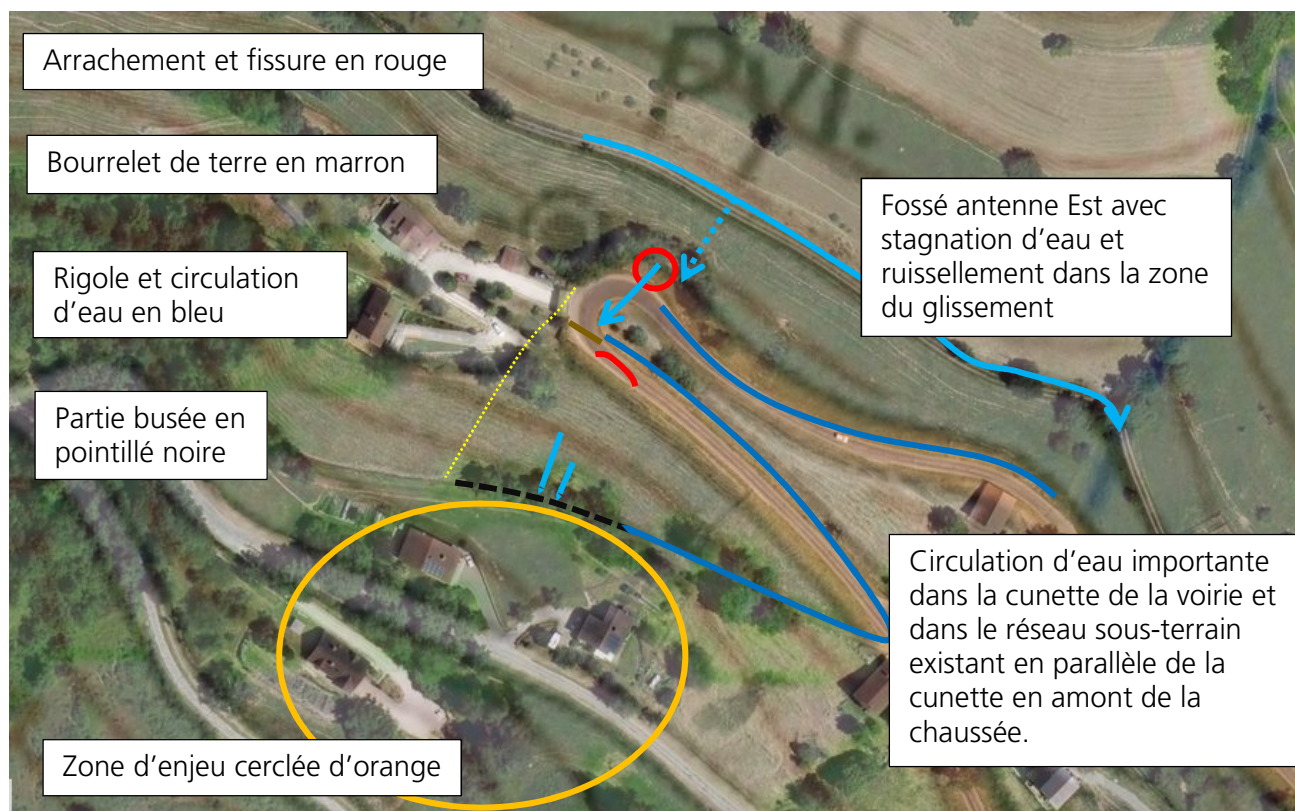 Arrachement et fissure en rouge
Bourrelet de terre en marron
Rigole et circulation
d'eau en bleu
Partie busée en
pointillé noire
Zone d'enjeu cerclée d'orange
Fossé antenne Est avec
stagnation d'eau et
ruissellement dans la zone
du glissement
Circulation d'eau importante
dans la cunette de la voirie et
dans le réseau sous-terrain
existant en parallèle de la
cunette en amont de la
chaussée.